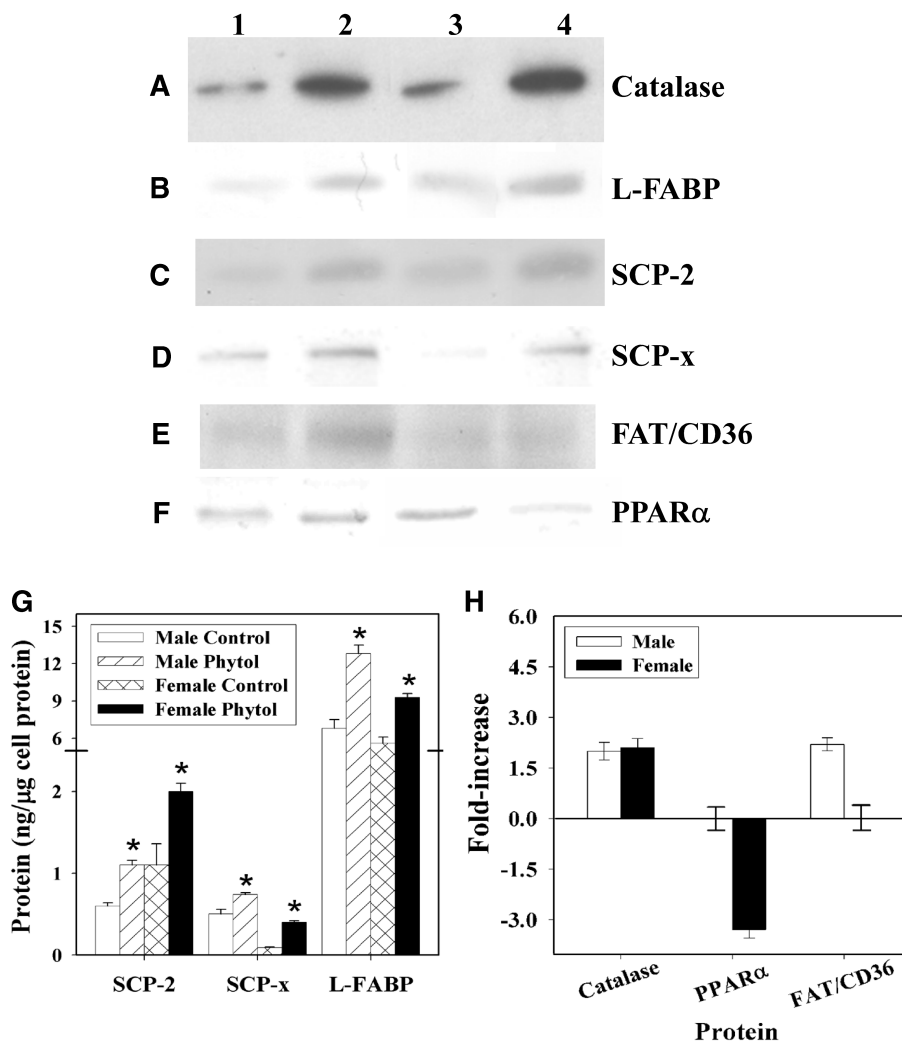 1 2 3 4
A Catalase
B L-FABP
C SCP-2
D SCP-x
E FAT/CD36
F PPARα
G
Protein (ng/μg cell protein)
15
12
9
6
2
1
0
Male Control
Male Phytol
Female Control
Female Phytol
* * * * * *
SCP-2 SCP-x L-FABP
H
Fold-increase
6.0
4.5
3.0
1.5
0.0
-1.5
-3.0
Male
Female
Catalase PPARα FAT/CD36
Protein